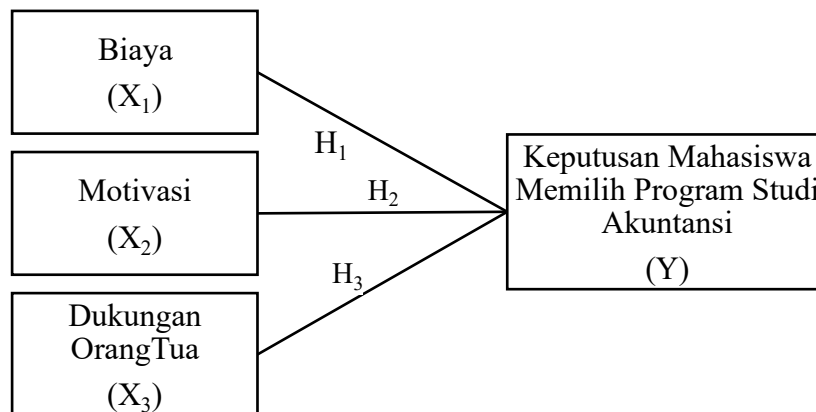 Biaya
(X₁)
H₁
Motivasi
(X₂)
H₂
Dukungan
OrangTua
(X₃)
H₃
Keputusan Mahasiswa
Memilih Program Studi
Akuntansi
(Y)